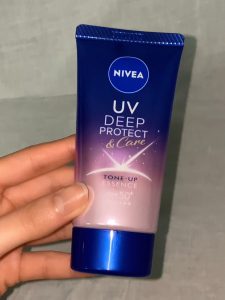 NIVEA
UV
DEEP
PROTECT
& Care
TONE-UP
ESSENCE